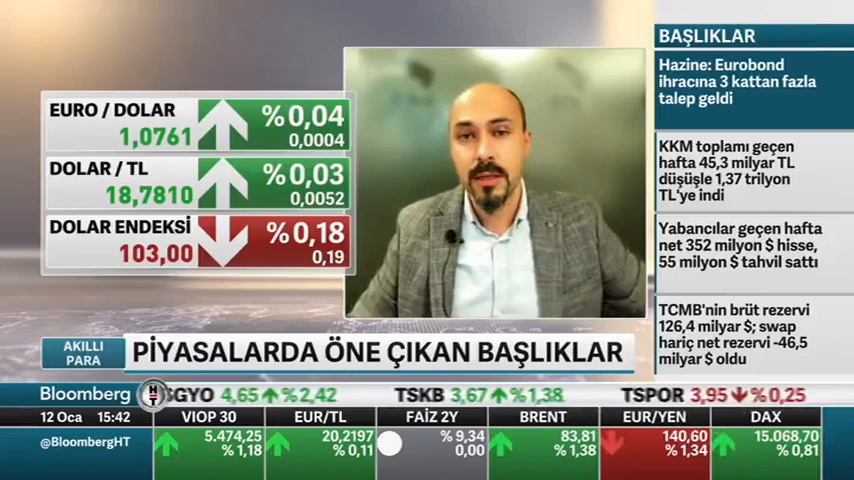 EURO / DOLAR
1,0761
%0,04
0,0004
DOLAR / TL
18,7810
%0,03
0,0052
DOLAR ENDEKSİ
103,00
%0,18
0,19
BAŞLIKLAR
Hazine: Eurobond
ihracına 3 kattan fazla
talep geldi
KKM toplamı geçen
hafta 45,3 milyar TL
düşüşle 1,37 trilyon
TL'ye indi
Yabancılar geçen hafta
net 352 milyon $ hisse,
55 milyon $ tahvil sattı
TCMB'nin brüt rezervi
126,4 milyar $; swap
hariç net rezervi -46,5
milyar $ oldu
AKILLI
PARA
PİYASALARDA ÖNE ÇIKAN BAŞLIKLAR
Bloomberg HT
SGYO 4,65 %2,42 TSKB 3,67 %1,38 TSPOR 3,95 %0,25
12 Oca 15:42
@BloombergHT
VIOP 30
5.474,25
% 1,18
EUR/TL
20,2197
% 0,11
FAİZ 2Y
% 9,34
0,00
BRENT
83,81
% 1,38
EUR/YEN
140,60
% 1,34
DAX
15.068,70
% 0,81